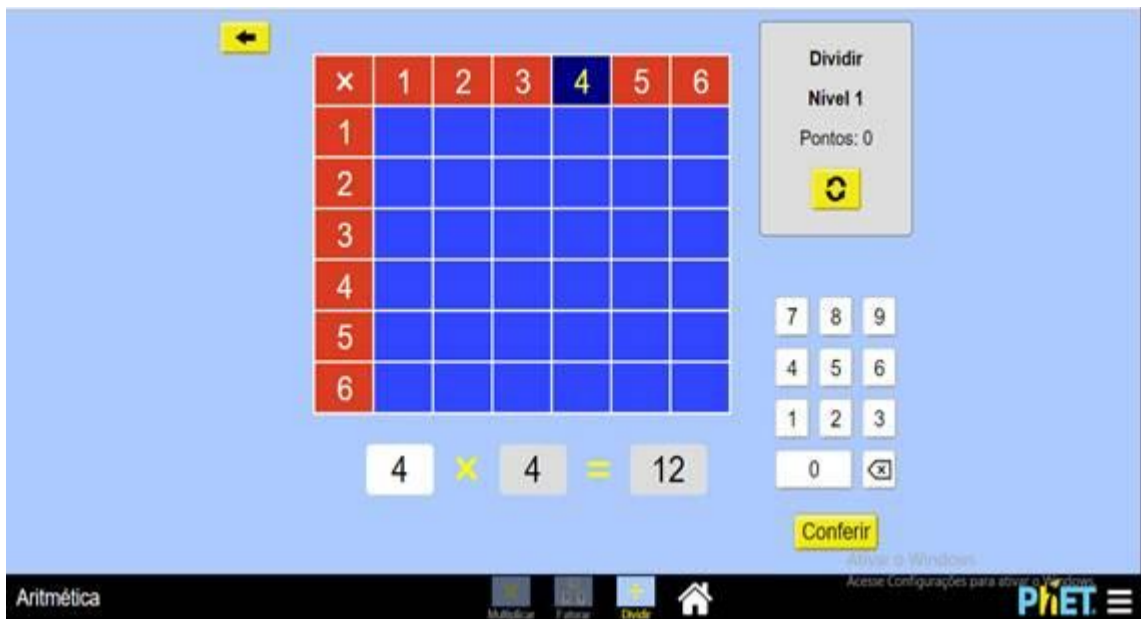 Dividir
Nivel 1
Pontos: 0
× 1 2 3 4 5 6
1
2
3
4
5
6
7 8 9
4 5 6
1 2 3
0
4 × 4 = 12
Conferir
Ativar o Windows
Acesse Configurações para ativar o Windows.
Aritmética
Multiplicar
Fatorar
Dividir
PhET